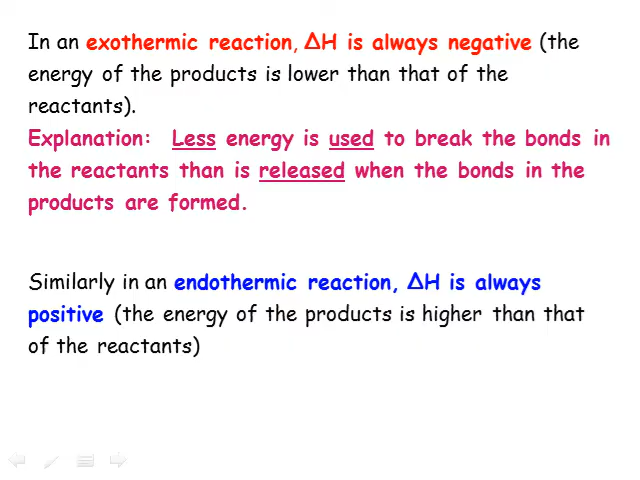 In an exothermic reaction, ΔH is always negative (the
energy of the products is lower than that of the
reactants).
Explanation: Less energy is used to break the bonds in
the reactants than is released when the bonds in the
products are formed.
Similarly in an endothermic reaction, ΔH is always
positive (the energy of the products is higher than that
of the reactants)